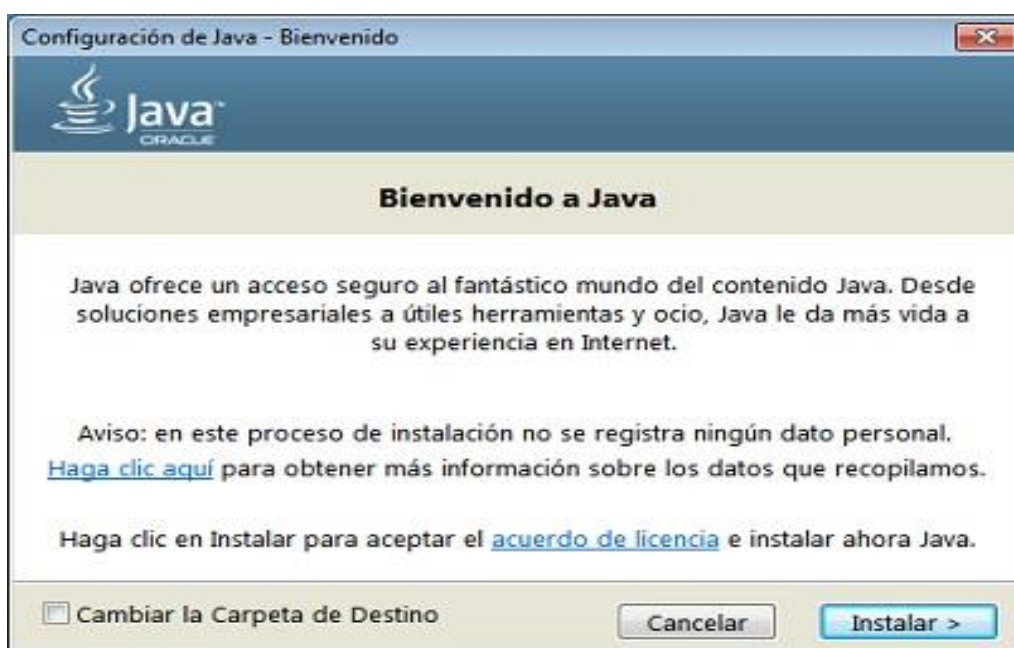 Configuración de Java - Bienvenido
Java™
ORACLE
Bienvenido a Java
Java ofrece un acceso seguro al fantástico mundo del contenido Java. Desde
soluciones empresariales a útiles herramientas y ocio, Java le da más vida a
su experiencia en Internet.
Aviso: en este proceso de instalación no se registra ningún dato personal.
Haga clic aquí para obtener más información sobre los datos que recopilamos.
Haga clic en Instalar para aceptar el acuerdo de licencia e instalar ahora Java.
Cambiar la Carpeta de Destino
Cancelar
Instalar >